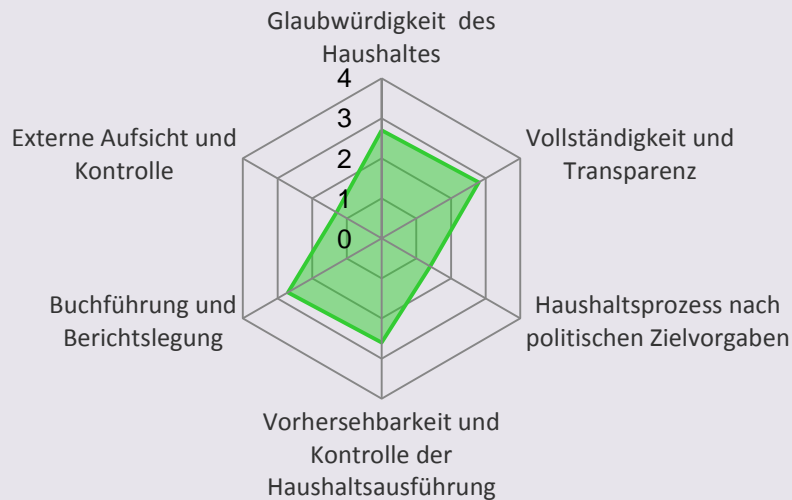 Glaubwürdigkeit des
Haushaltes
4
3
2
1
0
Vollständigkeit und
Transparenz
Haushaltsprozess nach
politischen Zielvorgaben
Vorhersehbarkeit und
Kontrolle der
Haushaltsausführung
Buchführung und
Berichtslegung
Externe Aufsicht und
Kontrolle